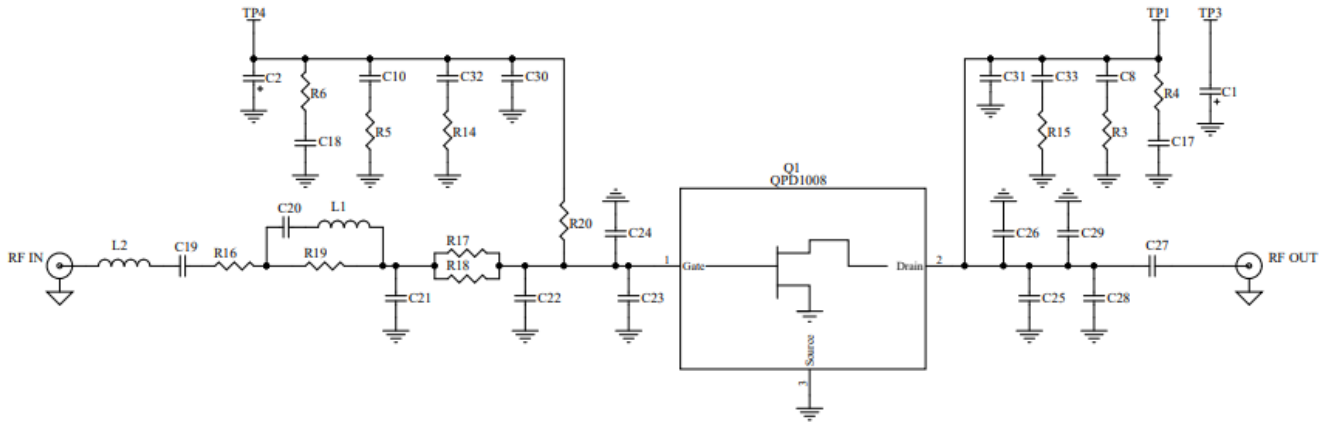 TP4
TP1
TP3
C2
R6
C10
C32
C30
C31
C33
C8
R4
C1
C18
R5
R14
R15
R3
C17
Q1
QPD1008
C20
L1
R20
C24
C26
C29
C27
RF IN
L2
C19
R16
R19
R17
R18
1
Gate
Drain
2
RF OUT
C21
C22
C23
C25
C28
Source
3